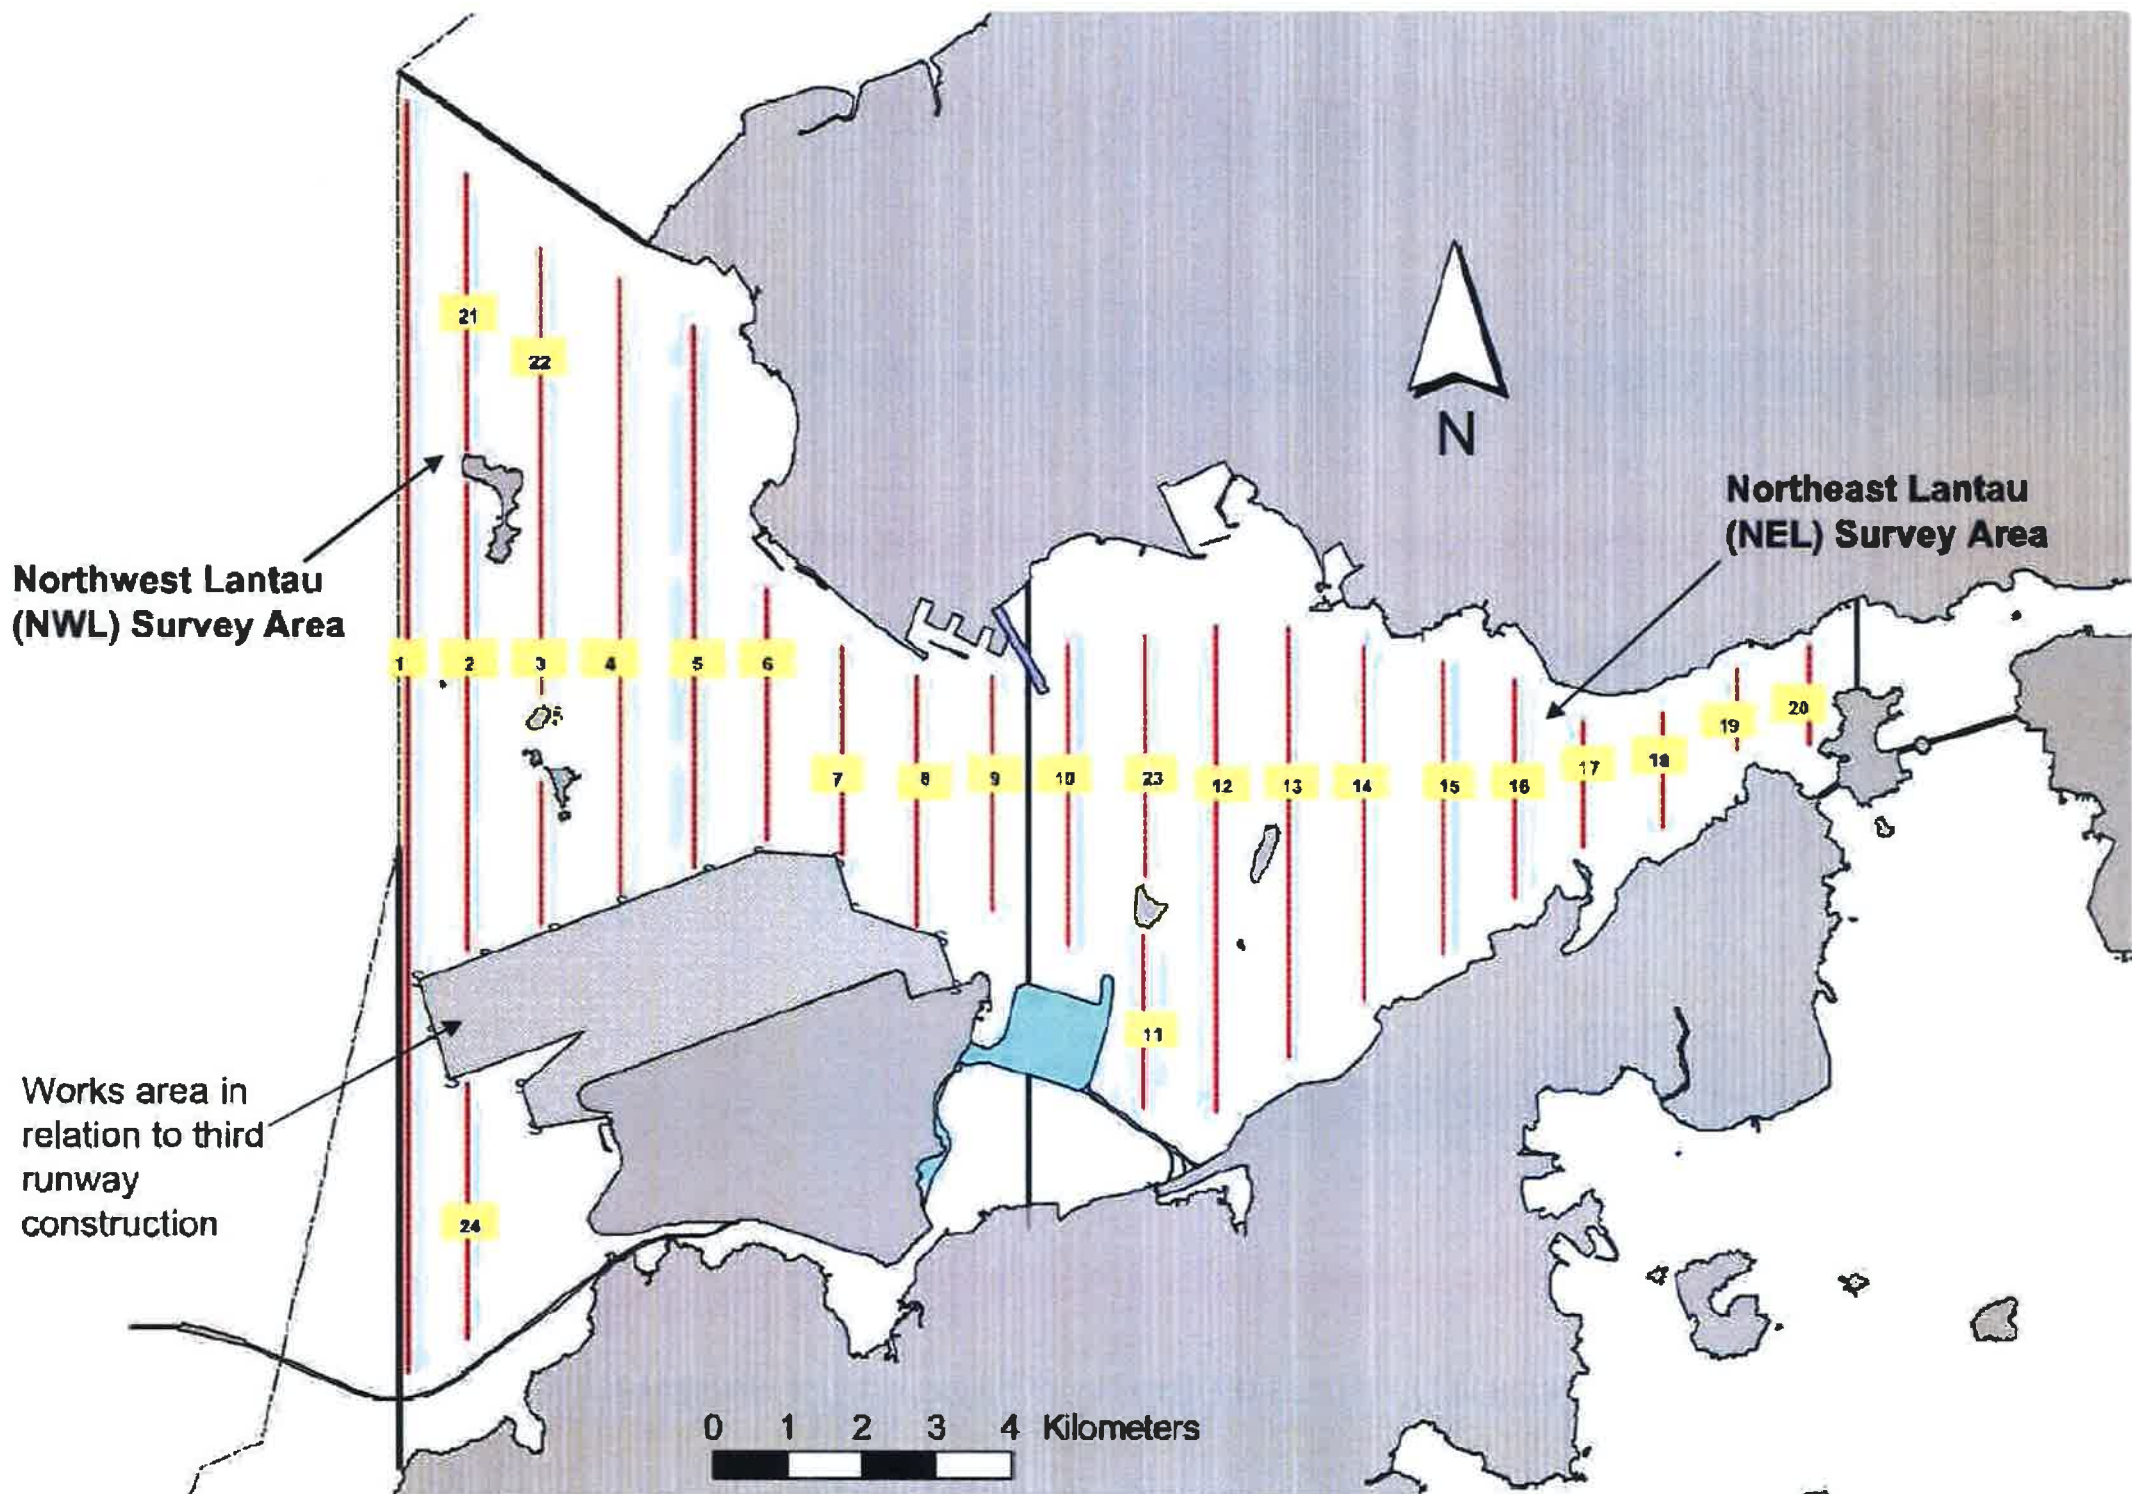 21
22
N
Northeast Lantau
(NEL) Survey Area
Northwest Lantau
(NWL) Survey Area
1 2 3 4 5 6
7 8 9 10 23 12 13 14 15 16 17 18 19 20
11
Works area in
relation to third
runway
construction
24
0 1 2 3 4 Kilometers